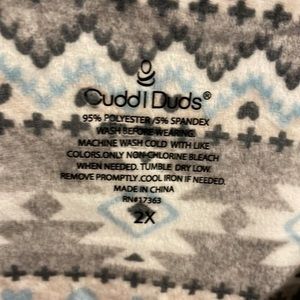 Cuddl Duds®
95% POLYESTER /5% SPANDEX
WASH BEFORE WEARING
MACHINE WASH COLD WITH LIKE
COLORS.ONLY NON-CHLORINE BLEACH
WHEN NEEDED. TUMBLE DRY LOW.
REMOVE PROMPTLY.COOL IRON IF NEEDED.
MADE IN CHINA
RN#17363
2X